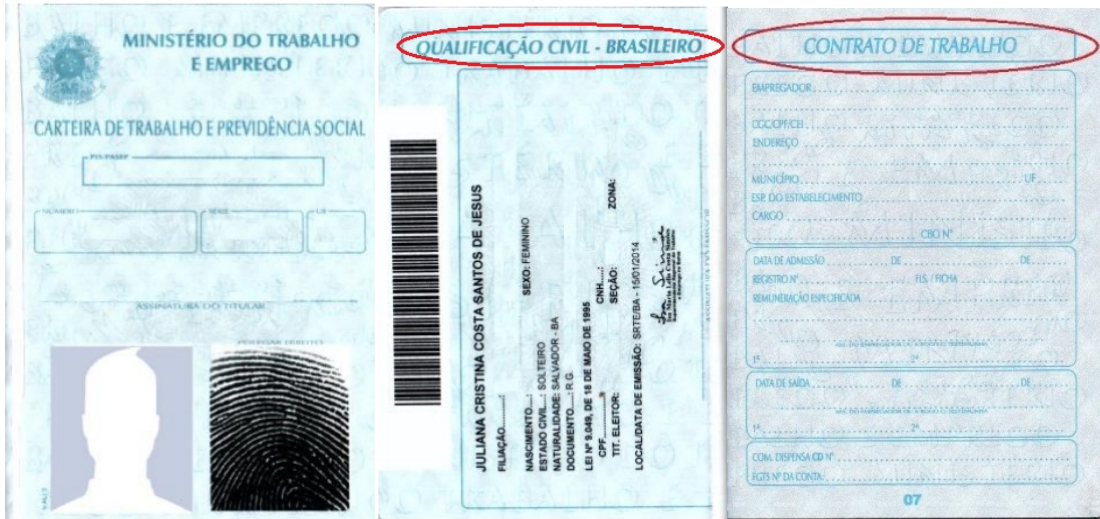 MINISTÉRIO DO TRABALHO
E EMPREGO
CARTEIRA DE TRABALHO E PREVIDÊNCIA SOCIAL
PIS/PASEP
NÚMERO
SÉRIE
UF
ASSINATURA DO TITULAR
POLEGAR DIREITO
QUALIFICAÇÃO CIVIL - BRASILEIRO
JULIANA CRISTINA COSTA SANTOS DE JESUS
FILIAÇÃO.........:
NASCIMENTO.....:
SEXO: FEMININO
ESTADO CIVIL...: SOLTEIRO
NATURALIDADE: SALVADOR - BA
DOCUMENTO.....: R.G.
LEI Nº 9.049, DE 18 DE MAIO DE 1995
CPF..............:
CNH.....:
TIT. ELEITOR:
SEÇÃO:
ZONA:
LOCAL/DATA DE EMISSÃO: SRTE/BA - 15/01/2014
CONTRATO DE TRABALHO
EMPREGADOR
CGC/CPF/CEI
ENDEREÇO
MUNICÍPIO UF
ESP. DO ESTABELECIMENTO
CARGO
CBO Nº
DATA DE ADMISSÃO DE DE
REGISTRO Nº FLS. / FICHA
REMUNERAÇÃO ESPECIFICADA
1ª 2ª
DATA DE SAÍDA DE DE
1ª 2ª
COM. DISPENSA CD Nº
FGTS Nº DA CONTA:
07